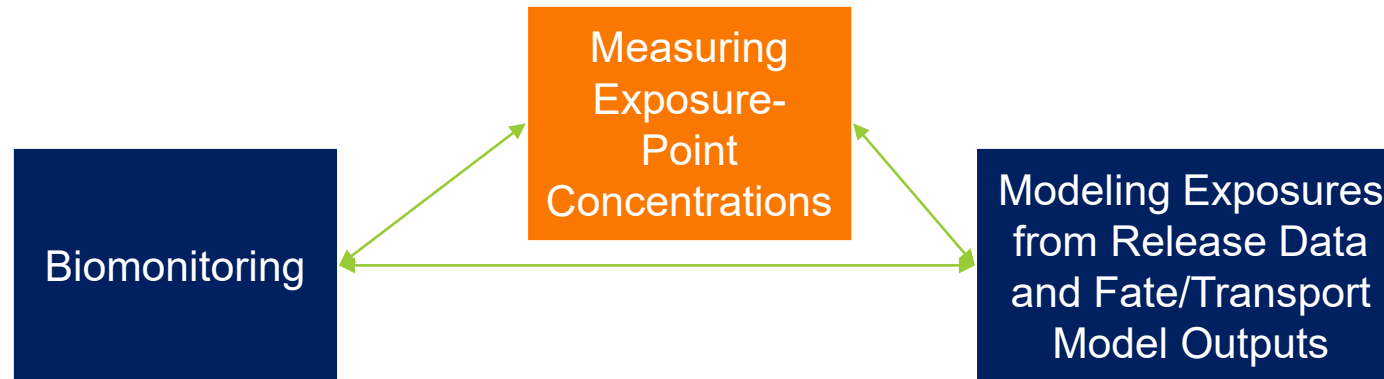 Measuring
Exposure-
Point
Concentrations
Biomonitoring
Modeling Exposures
from Release Data
and Fate/Transport
Model Outputs